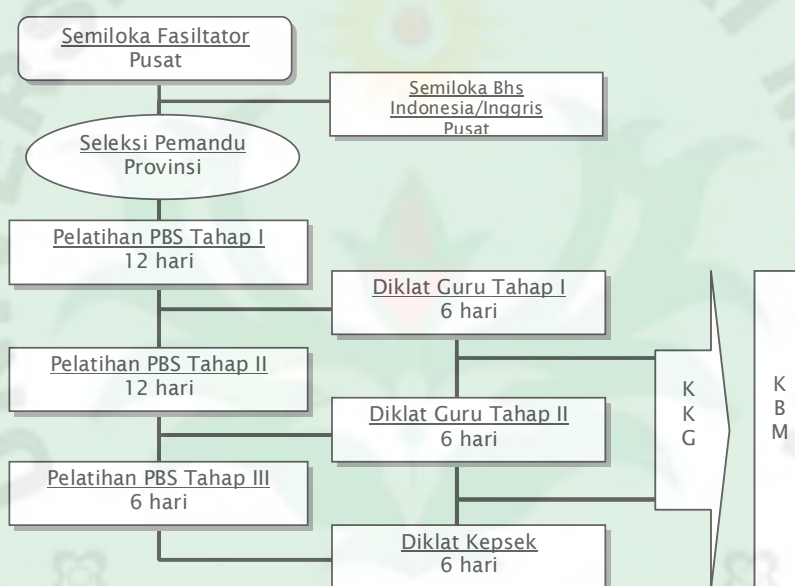 Semiloka Fasiltator
Pusat
Semiloka Bhs
Indonesia/Inggris
Pusat
Seleksi Pemandu
Provinsi
Pelatihan PBS Tahap I
12 hari
Diklat Guru Tahap I
6 hari
Pelatihan PBS Tahap II
12 hari
Diklat Guru Tahap II
6 hari
Pelatihan PBS Tahap III
6 hari
Diklat Kepsek
6 hari
K
K
G
K
B
M